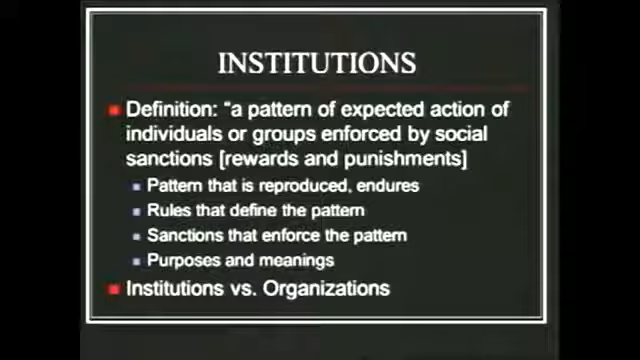 INSTITUTIONS
Definition: "a pattern of expected action of
individuals or groups enforced by social
sanctions [rewards and punishments]
Pattern that is reproduced, endures
Rules that define the pattern
Sanctions that enforce the pattern
Purposes and meanings
Institutions vs. Organizations